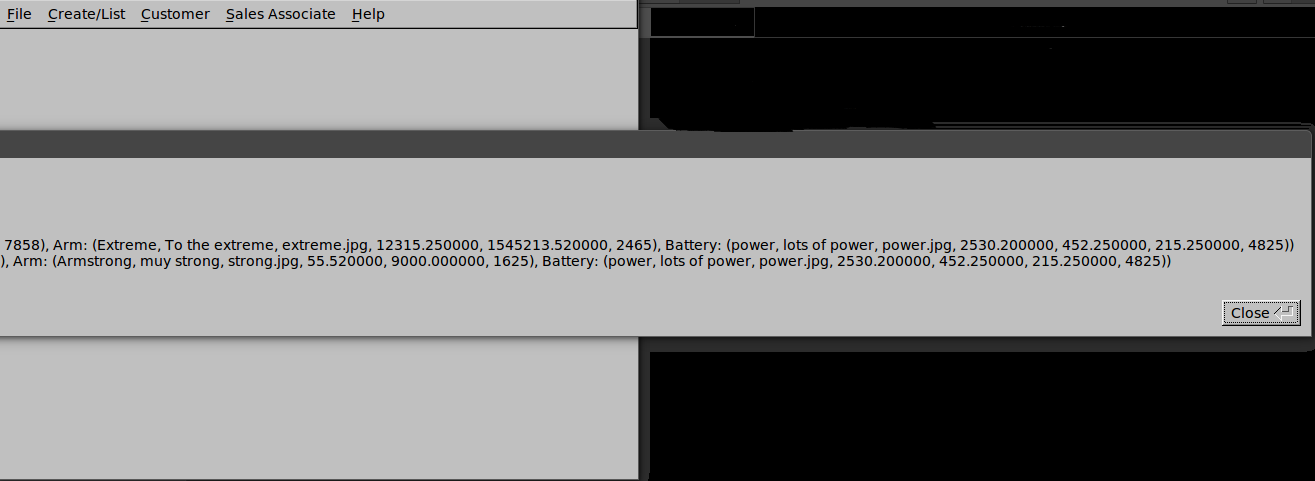 File Create/List Customer Sales Associate Help
7858), Arm: (Extreme, To the extreme, extreme.jpg, 12315.250000, 1545213.520000, 2465), Battery: (power, lots of power, power.jpg, 2530.200000, 452.250000, 215.250000, 4825))
), Arm: (Armstrong, muy strong, strong.jpg, 55.520000, 9000.000000, 1625), Battery: (power, lots of power, power.jpg, 2530.200000, 452.250000, 215.250000, 4825))
Close